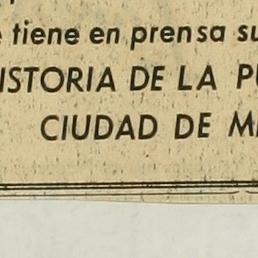 tiene en prensa su
ISTORIA DE LA P
CIUDAD DE M